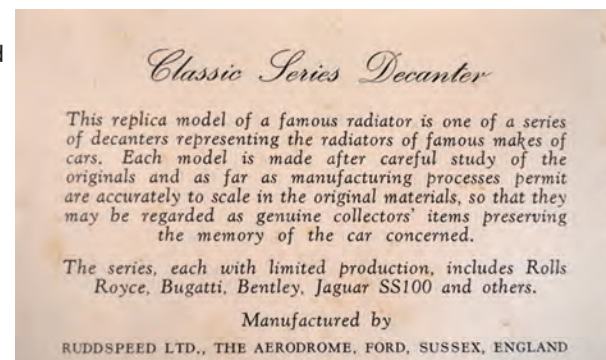 Classic Series Decanter
This replica model of a famous radiator is one of a series
of decanters representing the radiators of famous makes of
cars. Each model is made after careful study of the
originals and as far as manufacturing processes permit
are accurately to scale in the original materials, so that they
may be regarded as genuine collectors' items preserving
the memory of the car concerned.
The series, each with limited production, includes Rolls
Royce, Bugatti, Bentley, Jaguar SS100 and others.
Manufactured by
RUDDSPEED LTD., THE AERODROME, FORD, SUSSEX, ENGLAND